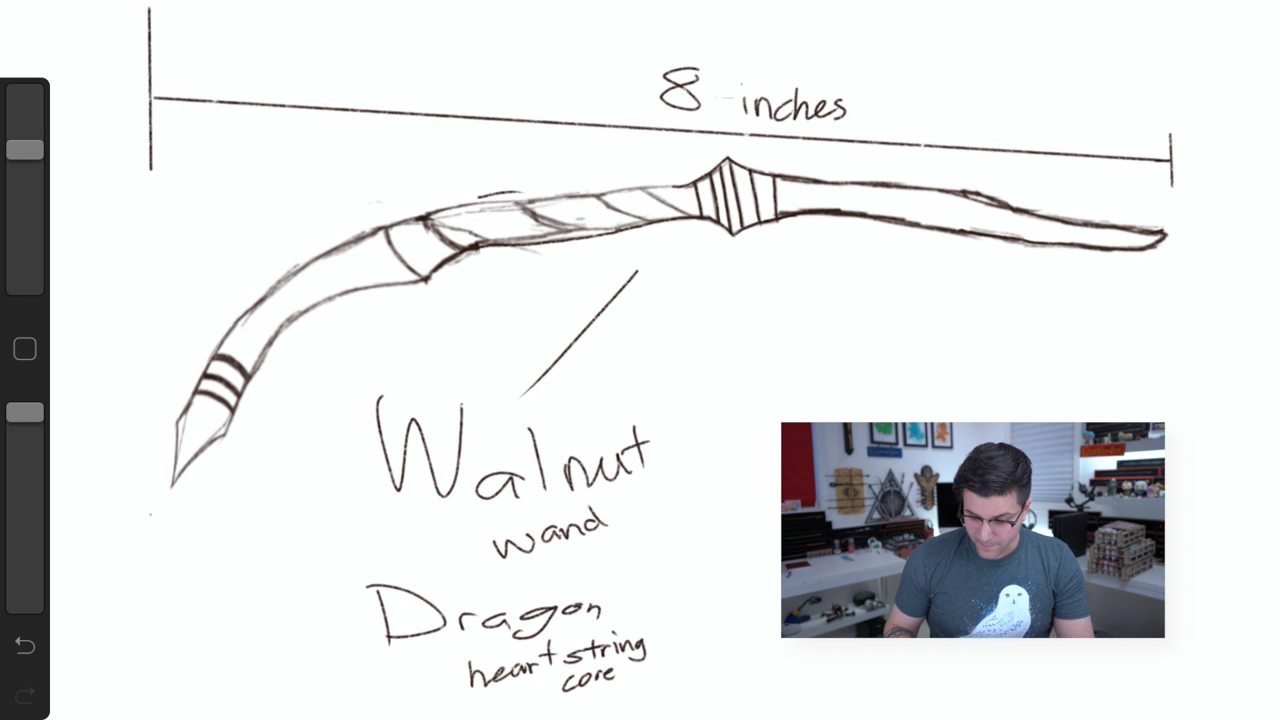 8 inches
Walnut
wand
Dragon
heartstring
core